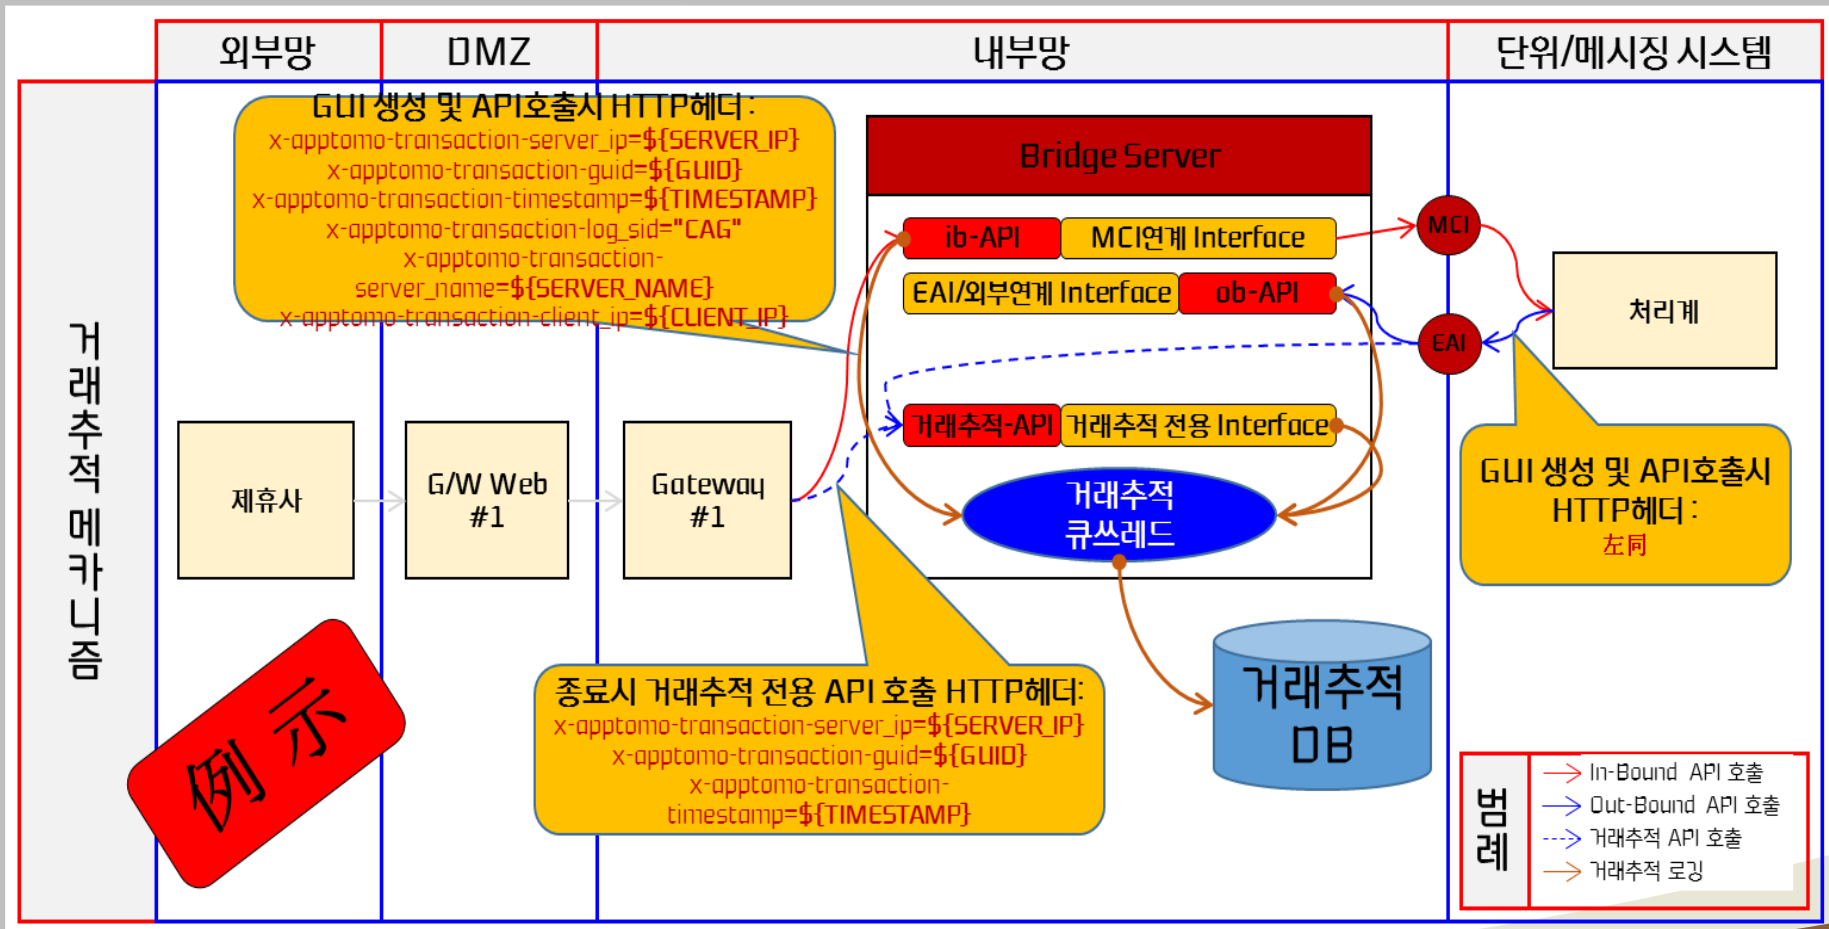 외부망
DMZ
내부망
단위/메시징 시스템
거래추적 메카니즘
GUI 생성 및 API호출시 HTTP헤더 :
x-apptomo-transaction-server_ip=${SERVER_IP}
x-apptomo-transaction-guid=${GUID}
x-apptomo-transaction-timestamp=${TIMESTAMP}
x-apptomo-transaction-log_sid="CAG"
x-apptomo-transaction-
server_name=${SERVER_NAME}
x-apptomo-transaction-client_ip=${CLIENT_IP}
Bridge Server
ib-API
MCI연계 Interface
EAI/외부연계 Interface
ob-API
거래추적-API
거래추적 전용 Interface
거래추적
큐쓰레드
MCI
EAI
처리계
제휴사
G/W Web
#1
Gateway
#1
GUI 생성 및 API호출시
HTTP헤더 :
左同
종료시 거래추적 전용 API 호출 HTTP헤더:
x-apptomo-transaction-server_ip=${SERVER_IP}
x-apptomo-transaction-guid=${GUID}
x-apptomo-transaction-
timestamp=${TIMESTAMP}
거래추적
DB
例 示
범례
In-Bound API 호출
Out-Bound API 호출
거래추적 API 호출
거래추적 로깅